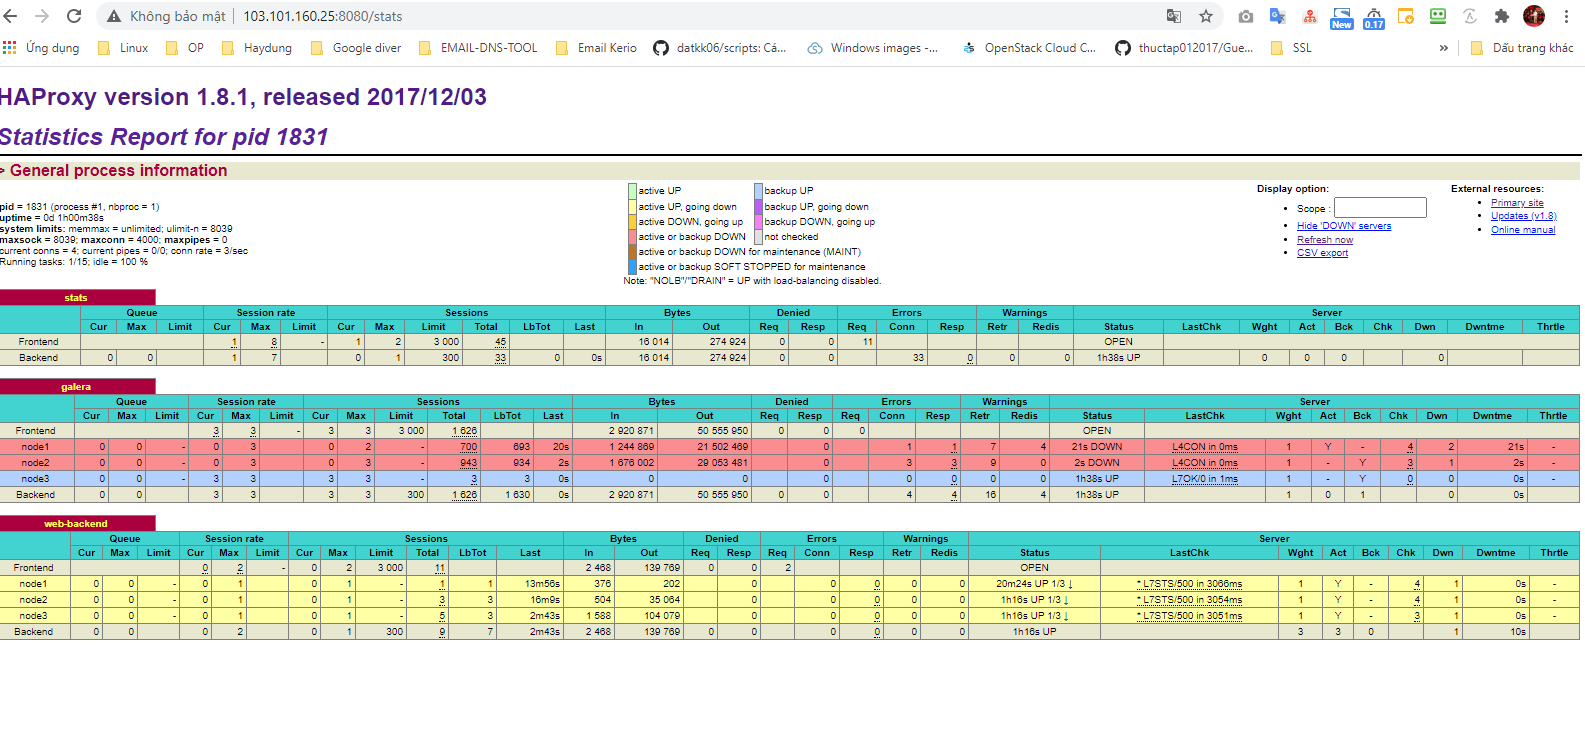 Không bảo mật 103.101.160.25:8080/stats
New 0.17
Ứng dụng Linux OP Haydung Google diver EMAIL-DNS-TOOL Email Kerio datkk06/scripts: Cá... Windows images -... OpenStack Cloud C... thuctap012017/Gue... SSL » Dấu trang khác
HAProxy version 1.8.1, released 2017/12/03
Statistics Report for pid 1831
> General process information
pid = 1831 (process #1, nbproc = 1)
uptime = 0d 1h00m38s
system limits: memmax = unlimited; ulimit-n = 8039
maxsock = 8039; maxconn = 4000; maxpipes = 0
current conns = 4; current pipes = 0/0; conn rate = 3/sec
Running tasks: 1/15; idle = 100 %
active UP backup UP
active UP, going down backup UP, going down
active DOWN, going up backup DOWN, going up
active or backup DOWN not checked
active or backup DOWN for maintenance (MAINT)
active or backup SOFT STOPPED for maintenance
Note: "NOLB"/"DRAIN" = UP with load-balancing disabled.
Display option:
• Scope :
• Hide 'DOWN' servers
• Refresh now
• CSV export
External resources:
• Primary site
• Updates (v1.8)
• Online manual
stats
Queue Session rate Sessions Bytes Denied Errors Warnings Server
Cur Max Limit Cur Max Limit Cur Max Limit Total LbTot Last In Out Req Resp Req Conn Resp Retr Redis Status LastChk Wght Act Bck Chk Dwn Dwntme Thrtle
Frontend 1 8 - 1 2 3 000 45 16 014 274 924 0 0 11 OPEN
Backend 0 0 1 7 0 1 300 33 0 0s 16 014 274 924 0 0 33 0 0 0 1h38s UP 0 0 0 0
galera
Queue Session rate Sessions Bytes Denied Errors Warnings Server
Cur Max Limit Cur Max Limit Cur Max Limit Total LbTot Last In Out Req Resp Req Conn Resp Retr Redis Status LastChk Wght Act Bck Chk Dwn Dwntme Thrtle
Frontend 3 3 - 3 3 3 000 1 626 2 920 871 50 555 950 0 0 0 OPEN
node1 0 0 - 0 3 0 2 - 700 693 20s 1 244 869 21 502 469 0 1 1 7 4 21s DOWN L4CON in 0ms 1 Y - 4 2 21s -
node2 0 0 - 0 3 0 3 - 943 934 2s 1 676 002 29 053 481 0 3 3 9 0 2s DOWN L4CON in 0ms 1 - Y 3 1 2s -
node3 0 0 - 3 3 3 3 - 3 3 0s 0 0 0 0 0 0 0 1h38s UP L7OK/0 in 1ms 1 - Y 0 0 0s -
Backend 0 0 3 3 3 3 300 1 626 1 630 0s 2 920 871 50 555 950 0 0 4 4 16 4 1h38s UP 1 0 1 0 0s
web-backend
Queue Session rate Sessions Bytes Denied Errors Warnings Server
Cur Max Limit Cur Max Limit Cur Max Limit Total LbTot Last In Out Req Resp Req Conn Resp Retr Redis Status LastChk Wght Act Bck Chk Dwn Dwntme Thrtle
Frontend 0 2 - 0 2 3 000 11 2 468 139 769 0 0 2 OPEN
node1 0 0 - 0 1 0 1 - 1 1 13m56s 376 202 0 0 0 0 0 20m24s UP 1/3 ↓ * L7STS/500 in 3066ms 1 Y - 4 1 0s -
node2 0 0 - 0 1 0 1 - 3 3 16m9s 504 35 064 0 0 0 0 0 1h16s UP 1/3 ↓ * L7STS/500 in 3054ms 1 Y - 4 1 0s -
node3 0 0 - 0 1 0 1 - 5 3 2m43s 1 588 104 079 0 0 0 0 0 1h16s UP 1/3 ↓ * L7STS/500 in 3051ms 1 Y - 3 1 0s -
Backend 0 0 0 2 0 1 300 9 7 2m43s 2 468 139 769 0 0 0 0 0 0 1h16s UP 3 3 0 1 10s